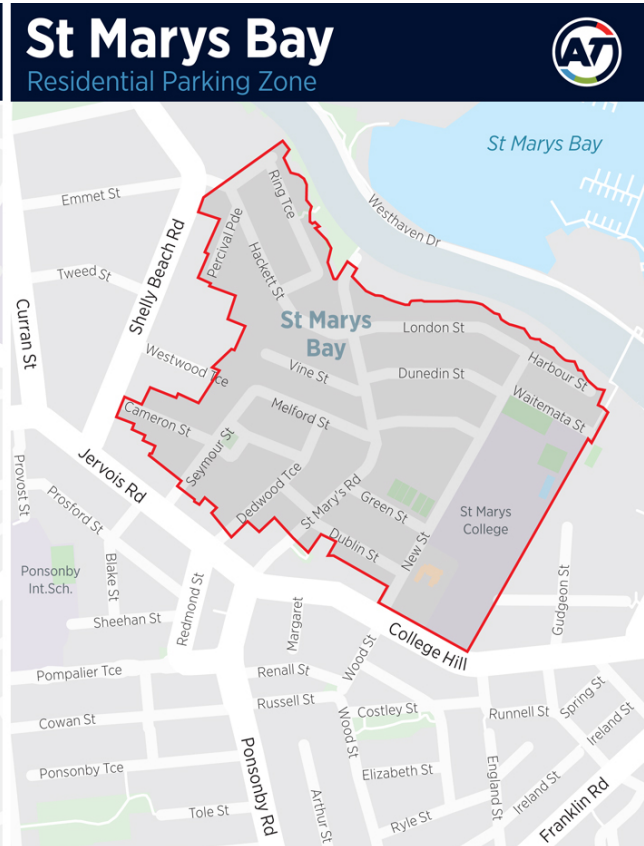 St Marys Bay
Residential Parking Zone
AT
St Marys Bay
Westhaven Dr
Emmet St
Ring Tce
Percival Pde
Hackett St
Tweed St
Shelly Beach Rd
Curran St
St Marys
Bay
London St
Harbour St
Westwood Tce
Vine St
Dunedin St
Waitemata St
Cameron St
Melford St
Seymour St
Jervois Rd
Dedwood Tce
St Mary's Rd
Green St
St Marys
College
Provost St
Prosford St
Dublin St
New St
Ponsonby
Int.Sch.
Blake St
Redmond St
Gudgeon St
Sheehan St
Margaret
College Hill
Wood St
Pompalier Tce
Renall St
Russell St
Costley St
Runnell St
Spring St
Ireland St
Cowan St
Wood St
Ponsonby Rd
Ponsonby Tce
Elizabeth St
England St
Ireland St
Franklin Rd
Tole St
Arthur St
Ryle St